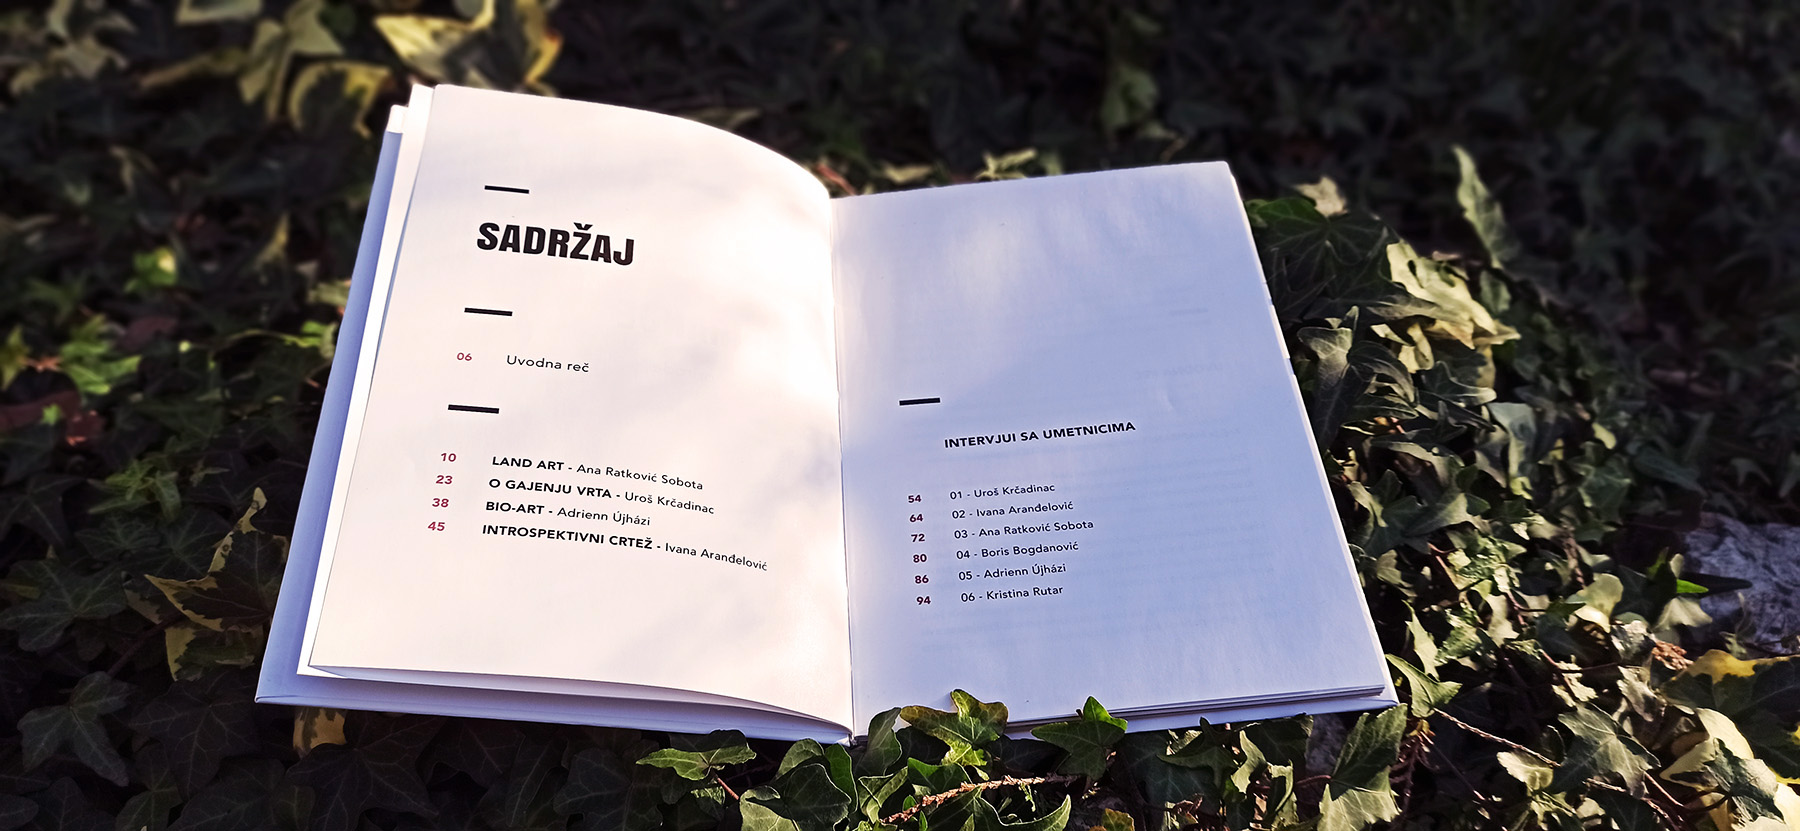 SADRŽAJ
06 Uvodna reč
10 LAND ART - Ana Ratković Sobota
23 O GAJENJU VRTA - Uroš Krčadinac
38 BIO-ART - Adrienn Újházi
45 INTROSPEKTIVNI CRTEŽ - Ivana Aranđelović
INTERVJUI SA UMETNICIMA
54 01 - Uroš Krčadinac
64 02 - Ivana Aranđelović
72 03 - Ana Ratković Sobota
80 04 - Boris Bogdanović
86 05 - Adrienn Újházi
94 06 - Kristina Rutar